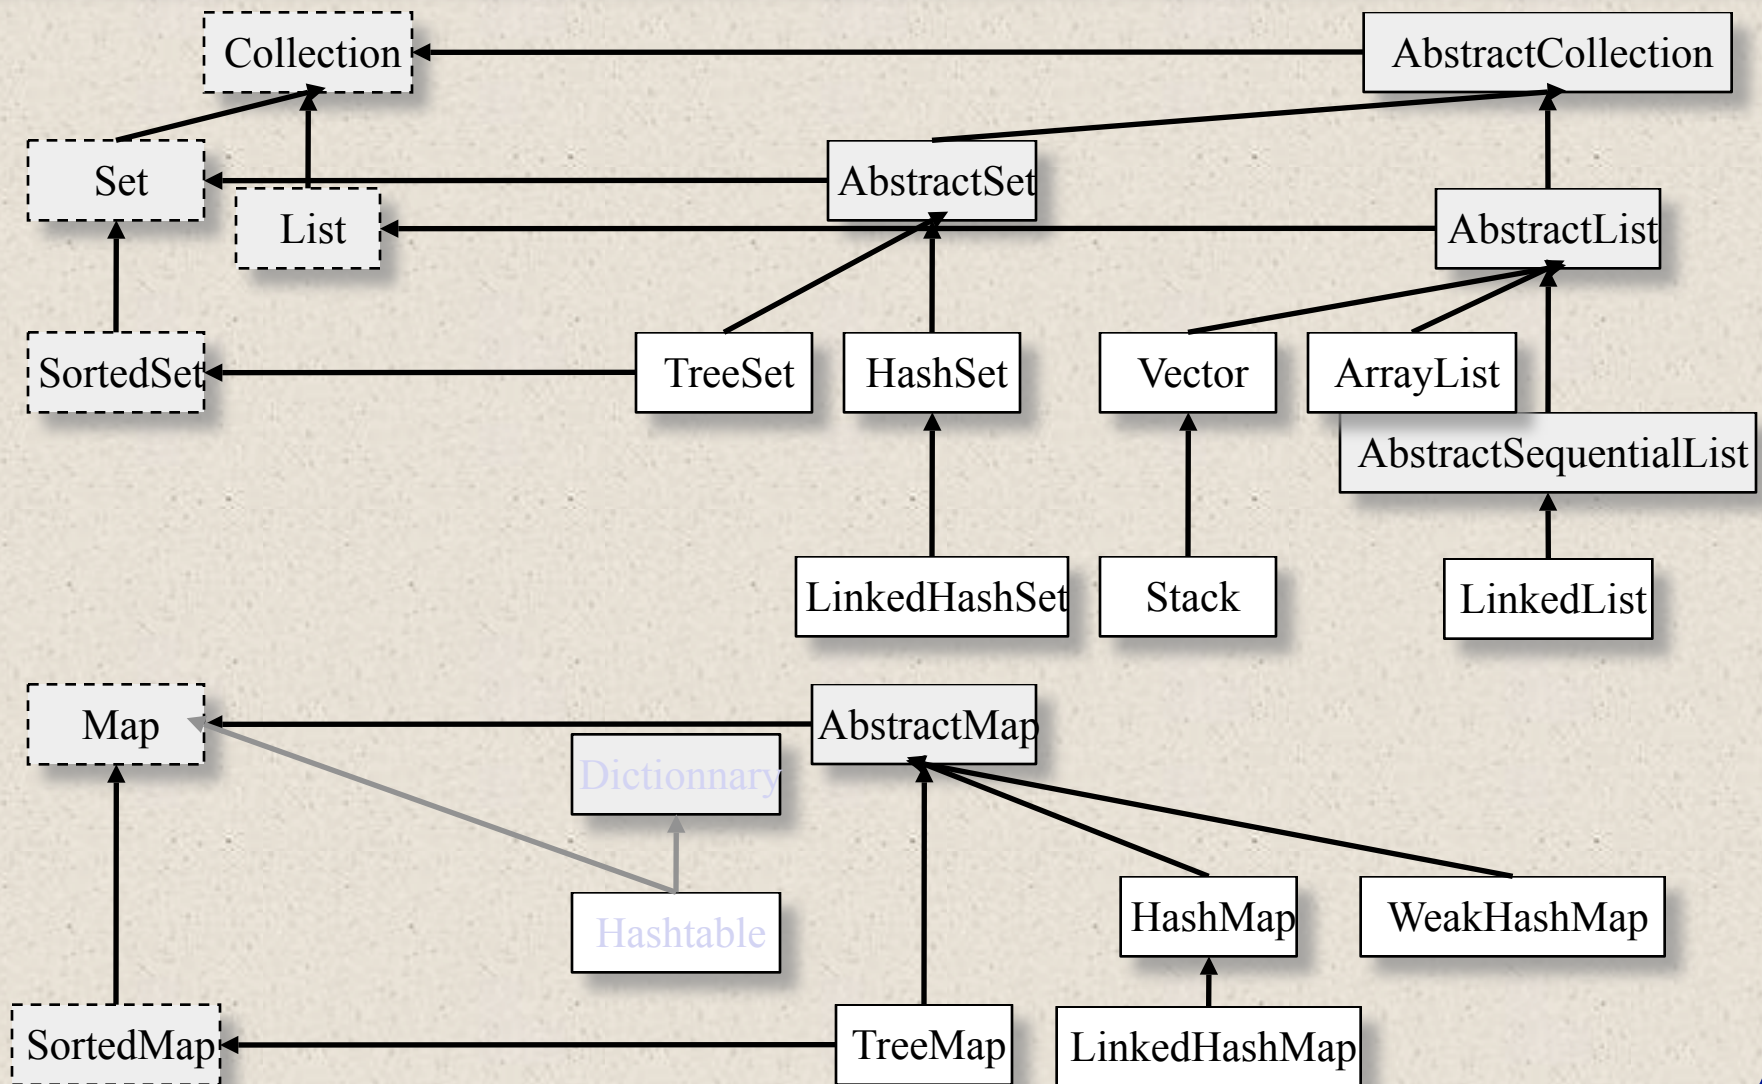 Collection
AbstractCollection
Set
AbstractSet
List
AbstractList
SortedSet
TreeSet
HashSet
Vector
ArrayList
AbstractSequentialList
LinkedHashSet
Stack
LinkedList
Map
AbstractMap
Dictionnary
HashMap
WeakHashMap
Hashtable
SortedMap
TreeMap
LinkedHashMap